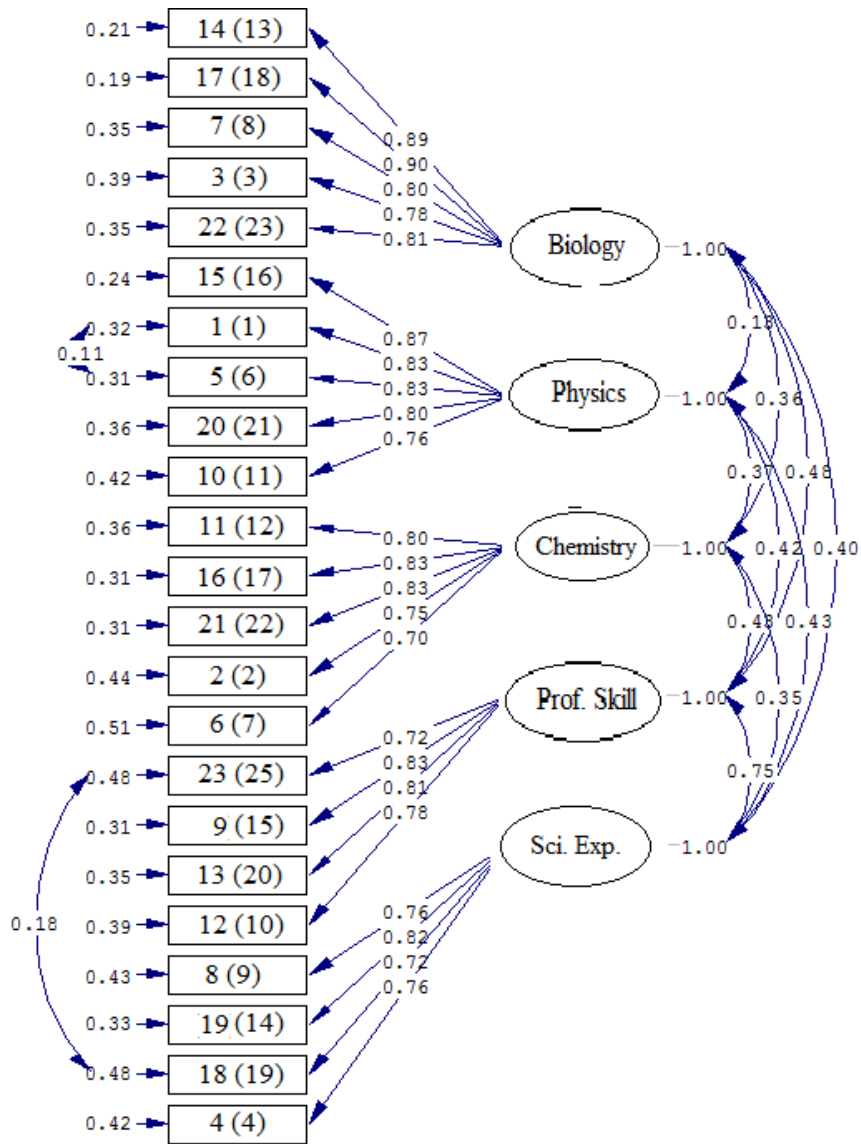 0.21 14 (13)
0.19 17 (18)
0.35 7 (8)
0.39 3 (3)
0.35 22 (23)
0.24 15 (16)
0.32 1 (1)
0.11
0.31 5 (6)
0.36 20 (21)
0.42 10 (11)
0.36 11 (12)
0.31 16 (17)
0.31 21 (22)
0.44 2 (2)
0.51 6 (7)
0.48 23 (25)
0.31 9 (15)
0.35 13 (20)
0.18
0.39 12 (10)
0.43 8 (9)
0.33 19 (14)
0.48 18 (19)
0.42 4 (4)
0.89
0.90
0.80
0.78
0.81
0.87
0.83
0.83
0.80
0.76
0.80
0.83
0.83
0.75
0.70
0.72
0.83
0.81
0.78
0.76
0.82
0.72
0.76
Biology 1.00
Physics 1.00
Chemistry 1.00
Prof. Skill 1.00
Sci. Exp. 1.00
0.36
0.37
0.48
0.42
0.40
0.43
0.35
0.75